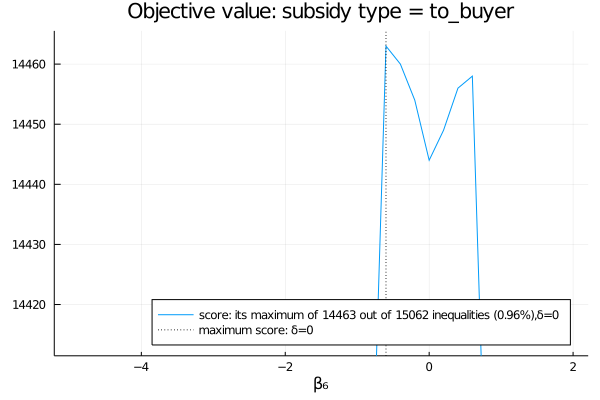 Objective value: subsidy type = to_buyer
14460
14450
14440
14430
14420
score: its maximum of 14463 out of 15062 inequalities (0.96%),δ=0
maximum score: δ=0
−4 −2 0 2
β₆